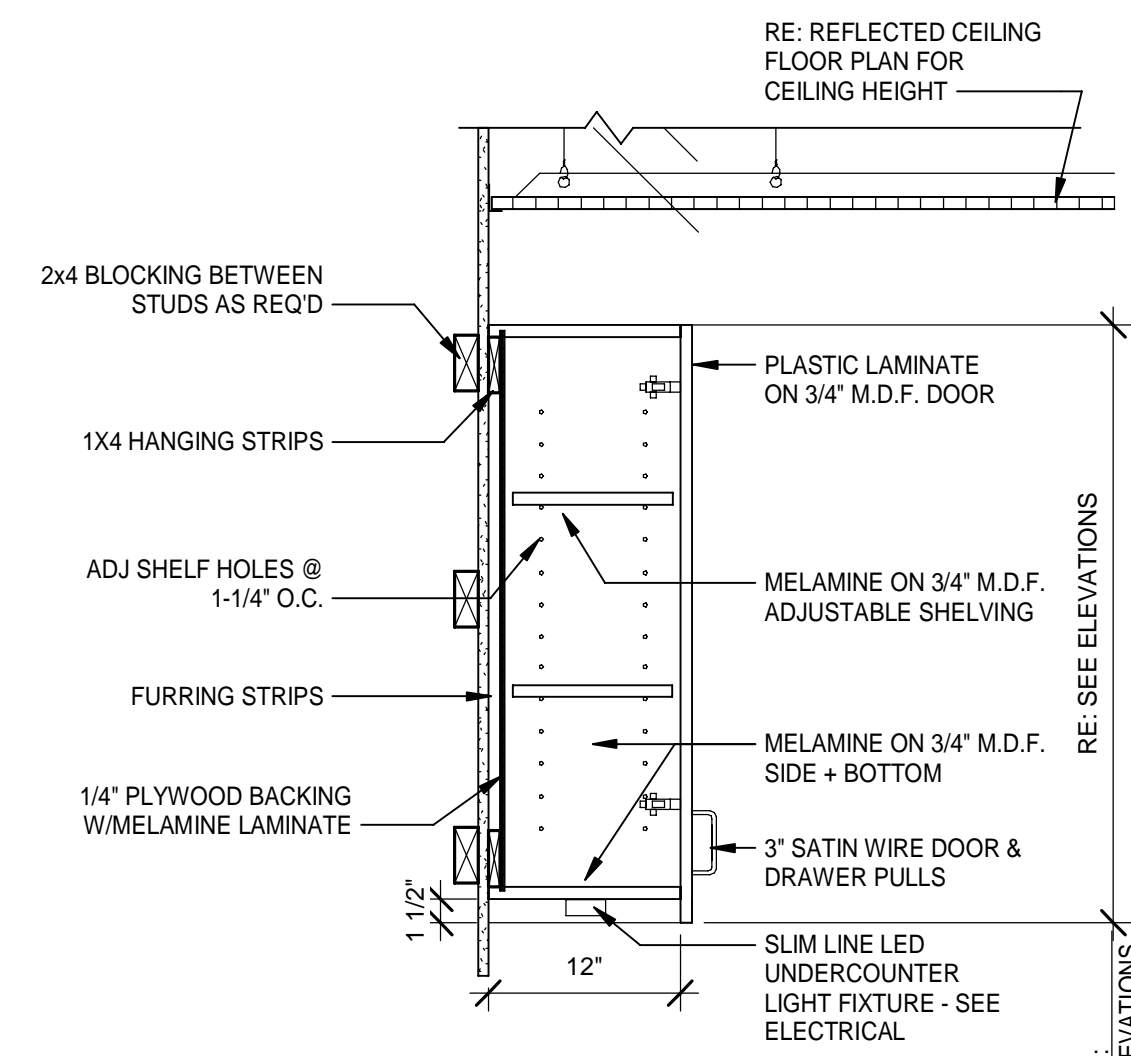 RE: REFLECTED CEILING
FLOOR PLAN FOR
CEILING HEIGHT
2x4 BLOCKING BETWEEN
STUDS AS REQ'D
PLASTIC LAMINATE
ON 3/4" M.D.F. DOOR
1X4 HANGING STRIPS
ADJ SHELF HOLES @
1-1/4" O.C.
MELAMINE ON 3/4" M.D.F.
ADJUSTABLE SHELVING
RE: SEE ELEVATIONS
FURRING STRIPS
MELAMINE ON 3/4" M.D.F.
SIDE + BOTTOM
1/4" PLYWOOD BACKING
W/MELAMINE LAMINATE
3" SATIN WIRE DOOR &
DRAWER PULLS
1 1/2"
12"
SLIM LINE LED
UNDERCOUNTER
LIGHT FIXTURE - SEE
ELECTRICAL